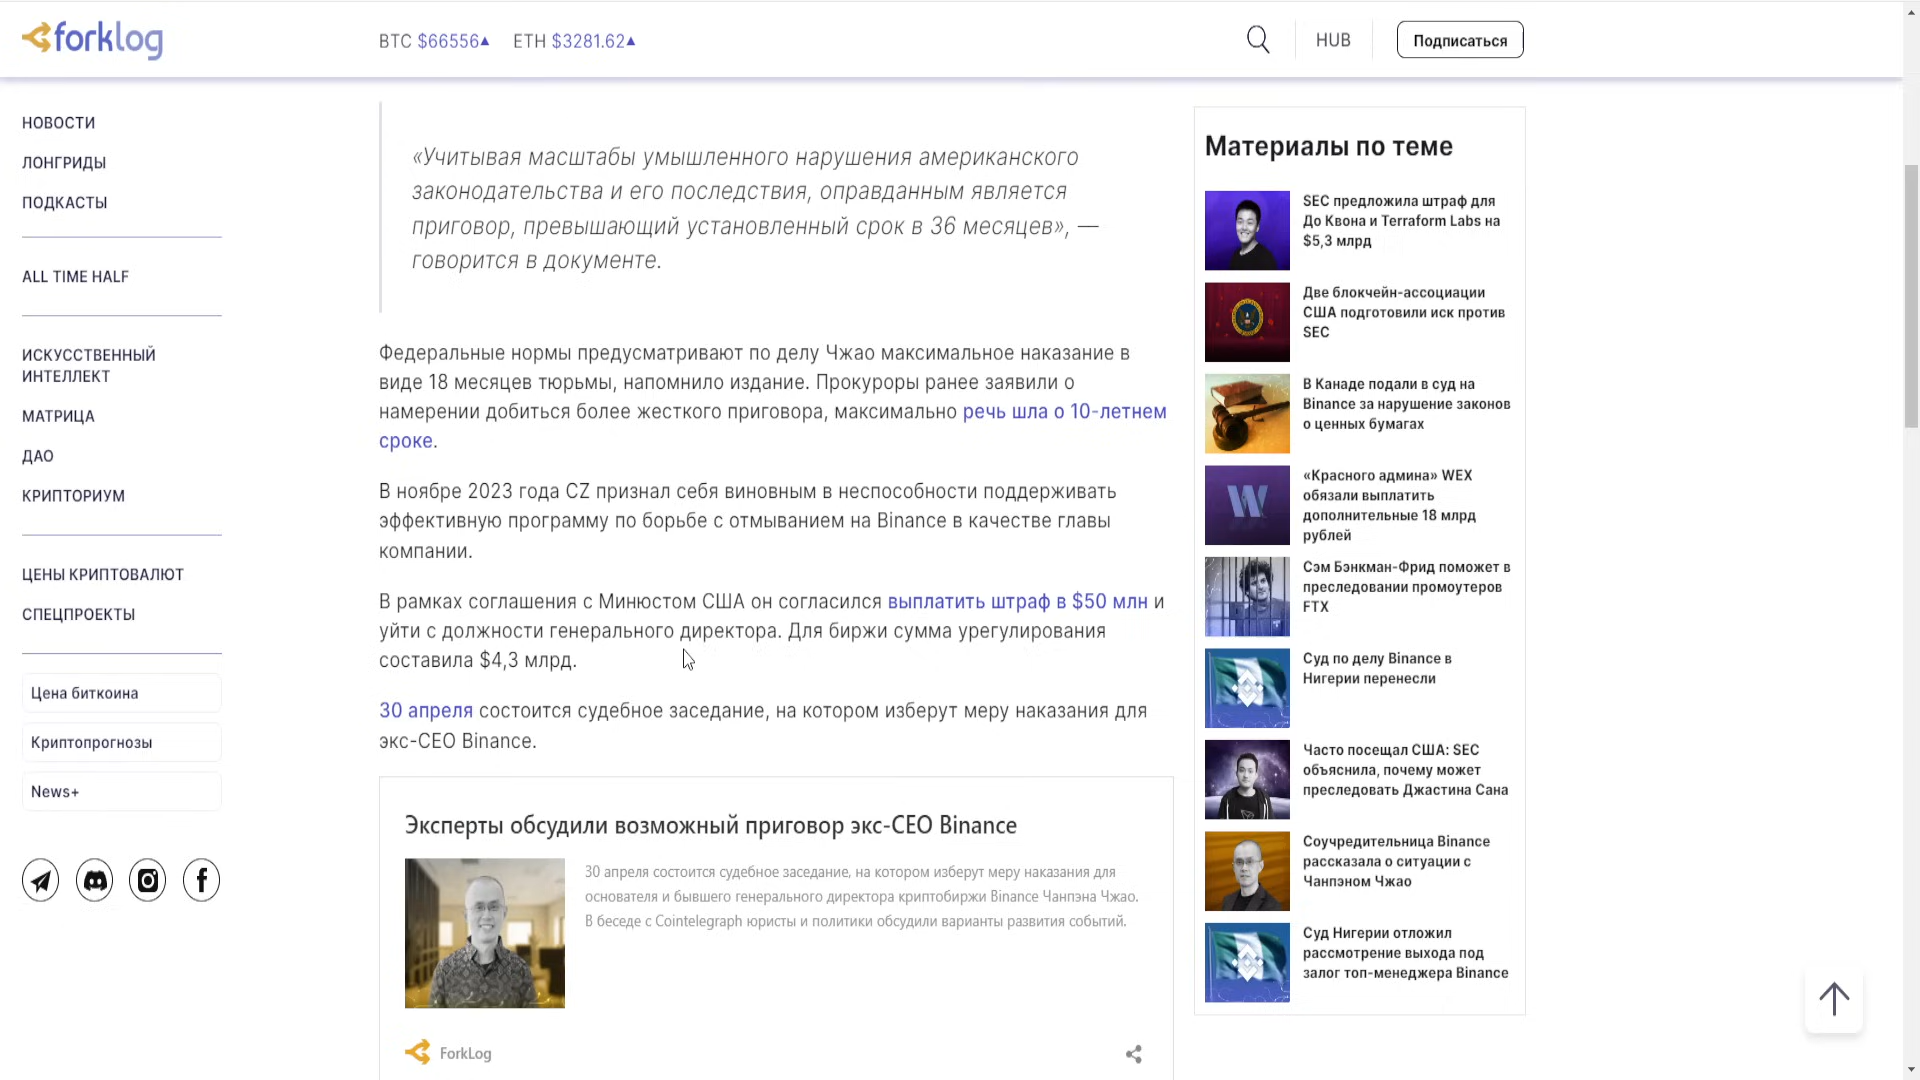 forklog
BTC $66556▲ ETH $3281.62▲
HUB
Подписаться
НОВОСТИ
ЛОНГРИДЫ
ПОДКАСТЫ
ALL TIME HALF
ИСКУССТВЕННЫЙ
ИНТЕЛЛЕКТ
МАТРИЦА
ДАО
КРИПТОРИУМ
ЦЕНЫ КРИПТОВАЛЮТ
СПЕЦПРОЕКТЫ
Цена биткоина
Криптопрогнозы
News+
«Учитывая масштабы умышленного нарушения американского
законодательства и его последствия, оправданным является
приговор, превышающий установленный срок в 36 месяцев», —
говорится в документе.
Федеральные нормы предусматривают по делу Чжао максимальное наказание в
виде 18 месяцев тюрьмы, напомнило издание. Прокуроры ранее заявили о
намерении добиться более жесткого приговора, максимально речь шла о 10-летнем
сроке.
В ноябре 2023 года CZ признал себя виновным в неспособности поддерживать
эффективную программу по борьбе с отмыванием на Binance в качестве главы
компании.
В рамках соглашения с Минюстом США он согласился выплатить штраф в $50 млн и
уйти с должности генерального директора. Для биржи сумма урегулирования
составила $4,3 млрд.
30 апреля состоится судебное заседание, на котором изберут меру наказания для
экс-CEO Binance.
Эксперты обсудили возможный приговор экс-CEO Binance
30 апреля состоится судебное заседание, на котором изберут меру наказания для
основателя и бывшего генерального директора криптобиржи Binance Чанпэна Чжао.
В беседе с Cointelegraph юристы и политики обсудили варианты развития событий.
ForkLog
Материалы по теме
SEC предложила штраф для
До Квона и Terraform Labs на
$5,3 млрд
Две блокчейн-ассоциации
США подготовили иск против
SEC
В Канаде подали в суд на
Binance за нарушение законов
о ценных бумагах
«Красного админа» WEX
обязали выплатить
дополнительные 18 млрд
рублей
Сэм Бэнкман-Фрид поможет в
преследовании промоутеров
FTX
Суд по делу Binance в
Нигерии перенесли
Часто посещал США: SEC
объяснила, почему может
преследовать Джастина Сана
Соучредительница Binance
рассказала о ситуации с
Чанпэном Чжао
Суд Нигерии отложил
рассмотрение выхода под
залог топ-менеджера Binance